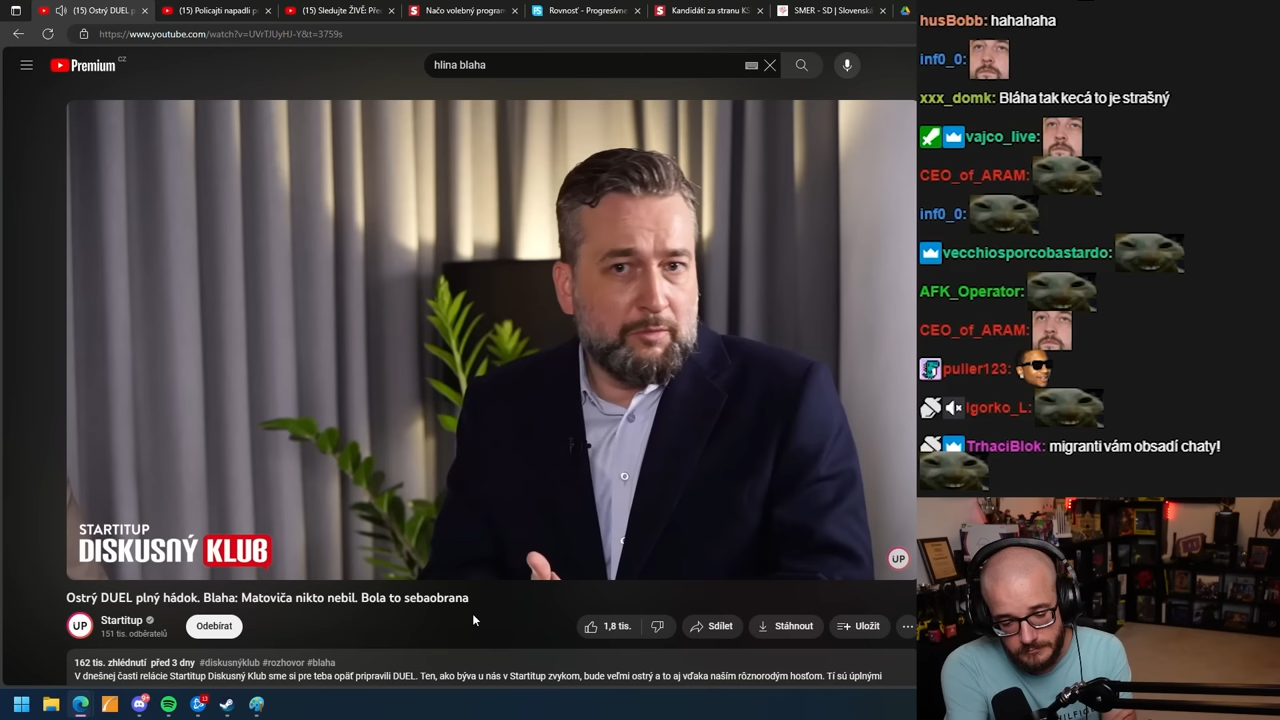 (15) Ostrý DUEL p
(15) Policajti napadli p
(15) Sledujte ŽIVĚ: Pře
Načo volebný program
Rovnosť - Progresívne
Kandidáti za stranu KS
SMER - SD | Slovenská
https://www.youtube.com/watch?v=UVrTJUyHJ-Y&t=3759s
Premium CZ
hlina blaha
STARTITUP
DISKUSNÝ KLUB
UP
Ostrý DUEL plný hádok. Blaha: Matoviča nikto nebil. Bola to sebaobrana
UP
Startitup
151 tis. odběratelů
Odebírat
1,8 tis.
Sdílet
Stáhnout
Uložit
162 tis. zhlédnutí před 3 dny #diskusnýklub #rozhovor #blaha
V dnešnej časti relácie Startitup Diskusný Klub sme si pre teba opäť pripravili DUEL. Ten, ako býva u nás v Startitup zvykom, bude veľmi ostrý a to aj vďaka našim rôznorodým hosťom. Tí sú úplnými
husBobb: hahahaha
inf0_0:
xxx_domk: Bláha tak kecá to je strašný
vajco_live:
CEO_of_ARAM:
inf0_0:
vecchiosporcobastardo:
AFK_Operator:
CEO_of_ARAM:
puller123:
igorko_L:
TrhaciBlok: migranti vám obsadí chaty!